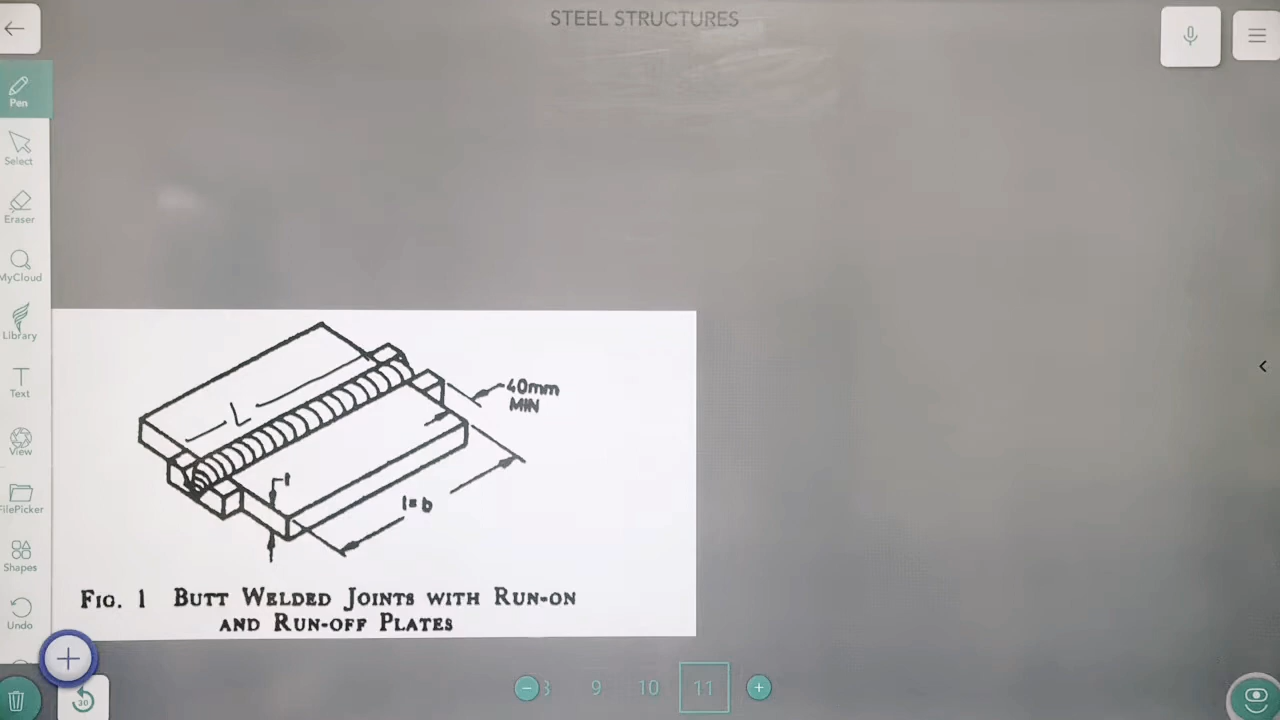 STEEL STRUCTURES
Pen
Select
Eraser
MyCloud
Library
Text
View
FilePicker
Shapes
Undo
30
L
40mm
MIN
t
l=b
FIG. 1 BUTT WELDED JOINTS WITH RUN-ON
AND RUN-OFF PLATES
9 10 11